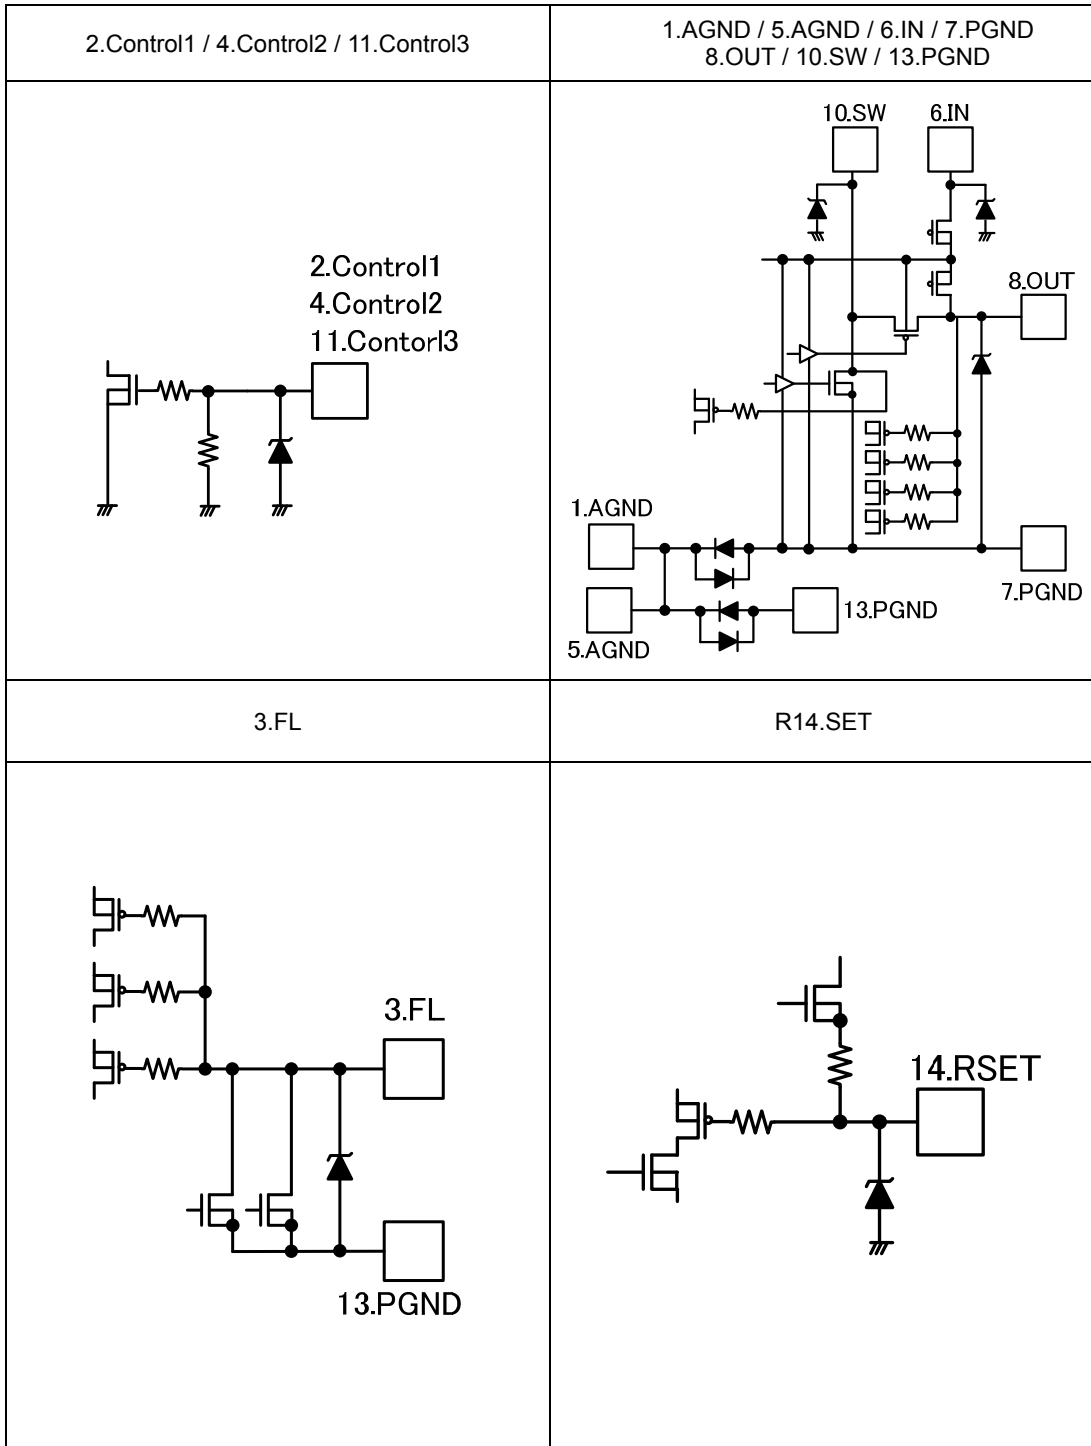 2.Control1 / 4.Control2 / 11.Control3
1.AGND / 5.AGND / 6.IN / 7.PGND
8.OUT / 10.SW / 13.PGND
2.Control1
4.Control2
11.Contorl3
10.SW
6.IN
8.OUT
1.AGND
7.PGND
13.PGND
5.AGND
3.FL
R14.SET
3.FL
13.PGND
14.RSET